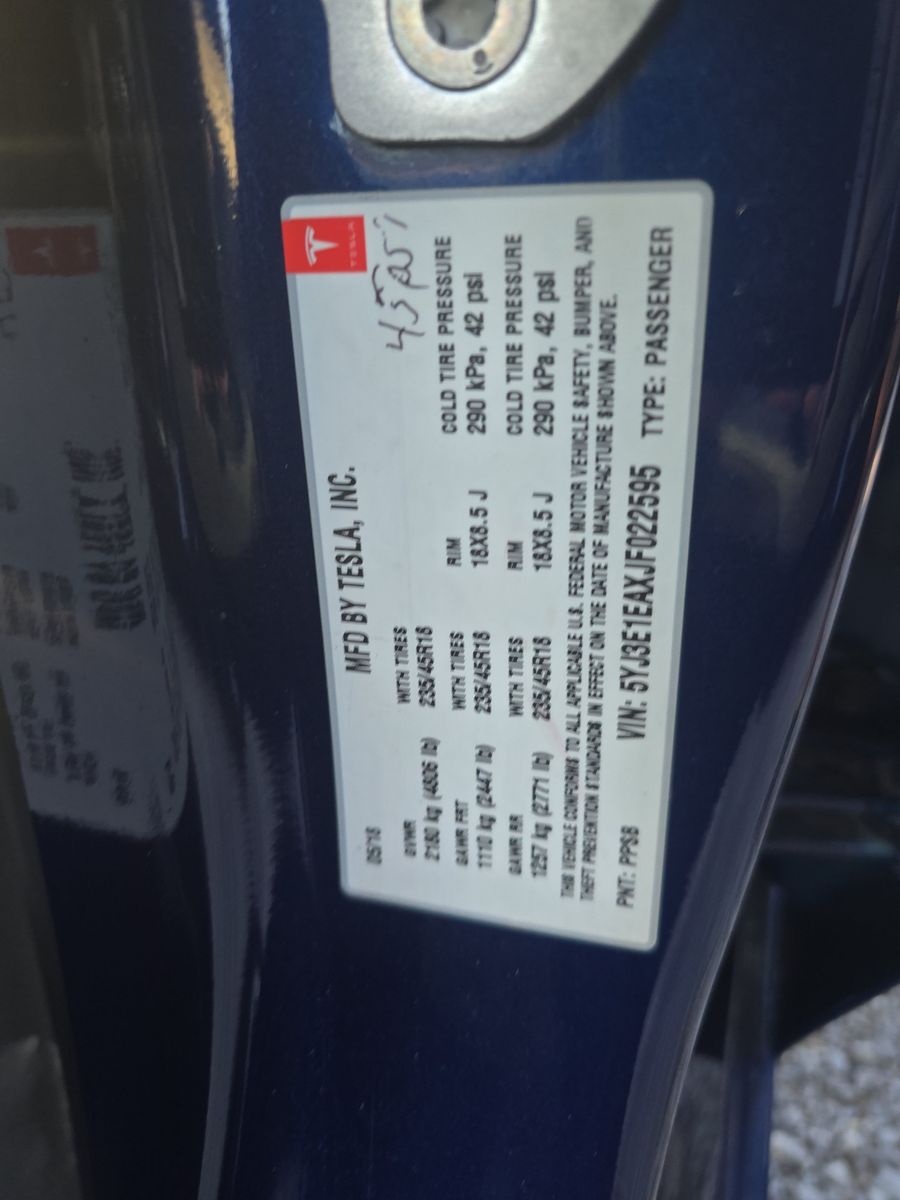 TESLA
45 PSI
MFD BY TESLA, INC.
05/18
GVWR WITH TIRES
2180 kg (4806 lb) 235/45R18
GAWR FRT WITH TIRES RIM COLD TIRE PRESSURE
1110 kg (2447 lb) 235/45R18 18X8.5 J 290 kPa, 42 psi
GAWR RR WITH TIRES RIM COLD TIRE PRESSURE
1257 kg (2771 lb) 235/45R18 18X8.5 J 290 kPa, 42 psi
THIS VEHICLE CONFORMS TO ALL APPLICABLE U.S. FEDERAL MOTOR VEHICLE SAFETY, BUMPER, AND
THEFT PREVENTION STANDARDS IN EFFECT ON THE DATE OF MANUFACTURE SHOWN ABOVE.
PNT: PPSB VIN: 5YJ3E1EAXJF022595 TYPE: PASSENGER